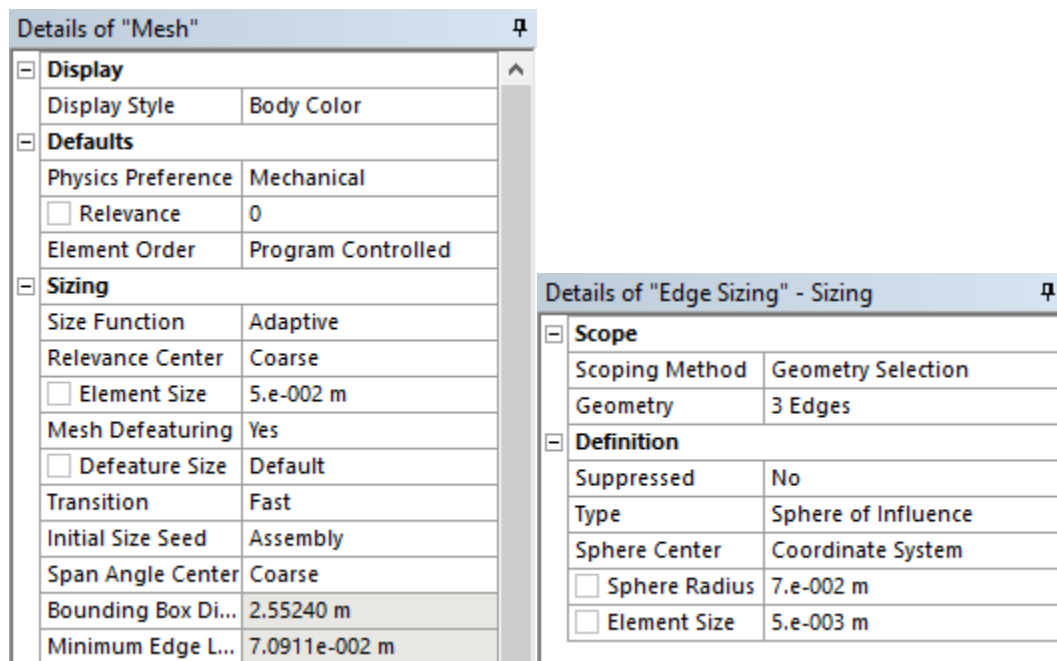 Details of "Mesh"
Display
Display Style Body Color
Defaults
Physics Preference Mechanical
Relevance 0
Element Order Program Controlled
Sizing
Size Function Adaptive
Relevance Center Coarse
Element Size 5.e-002 m
Mesh Defeaturing Yes
Defeature Size Default
Transition Fast
Initial Size Seed Assembly
Span Angle Center Coarse
Bounding Box Di... 2.55240 m
Minimum Edge L... 7.0911e-002 m
Details of "Edge Sizing" - Sizing
Scope
Scoping Method Geometry Selection
Geometry 3 Edges
Definition
Suppressed No
Type Sphere of Influence
Sphere Center Coordinate System
Sphere Radius 7.e-002 m
Element Size 5.e-003 m